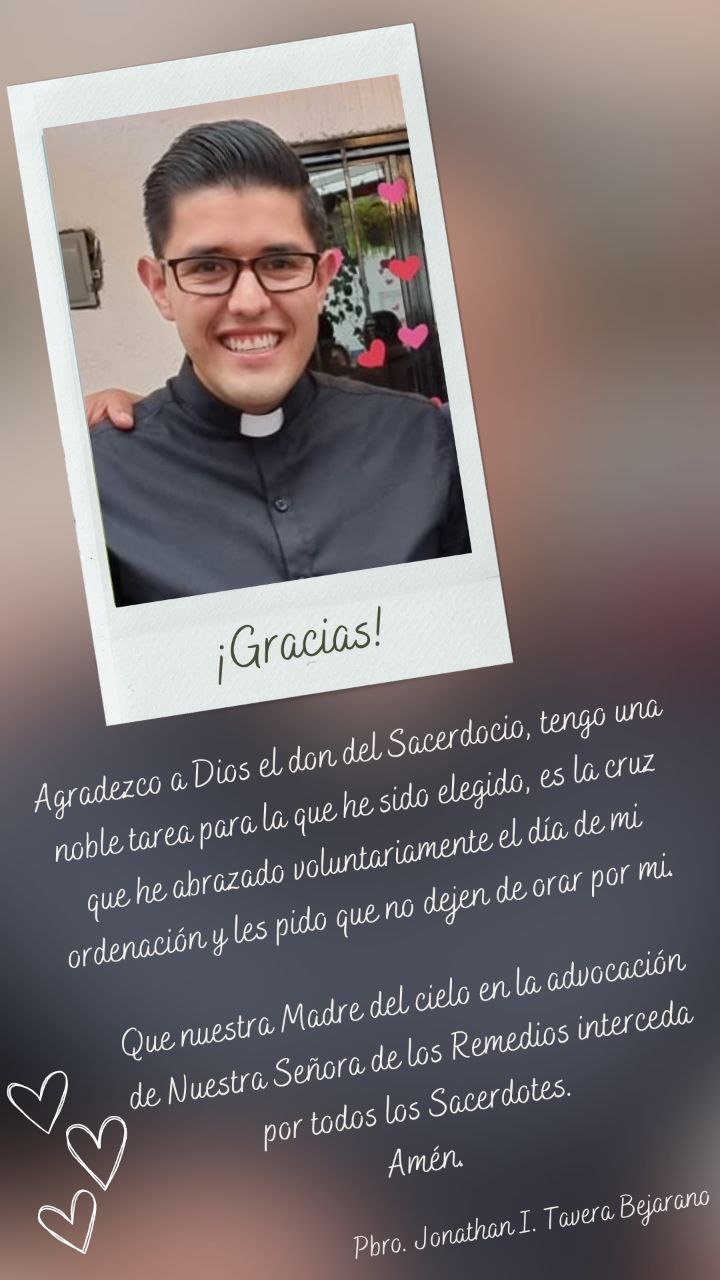 ¡Gracias!
Agradezco a Dios el don del Sacerdocio, tengo una
noble tarea para la que he sido elegido, es la cruz
que he abrazado voluntariamente el día de mi
ordenación y les pido que no dejen de orar por mi.
Que nuestra Madre del cielo en la advocación
de Nuestra Señora de los Remedios interceda
por todos los Sacerdotes.
Amén.
Pbro. Jonathan I. Tavera Bejarano